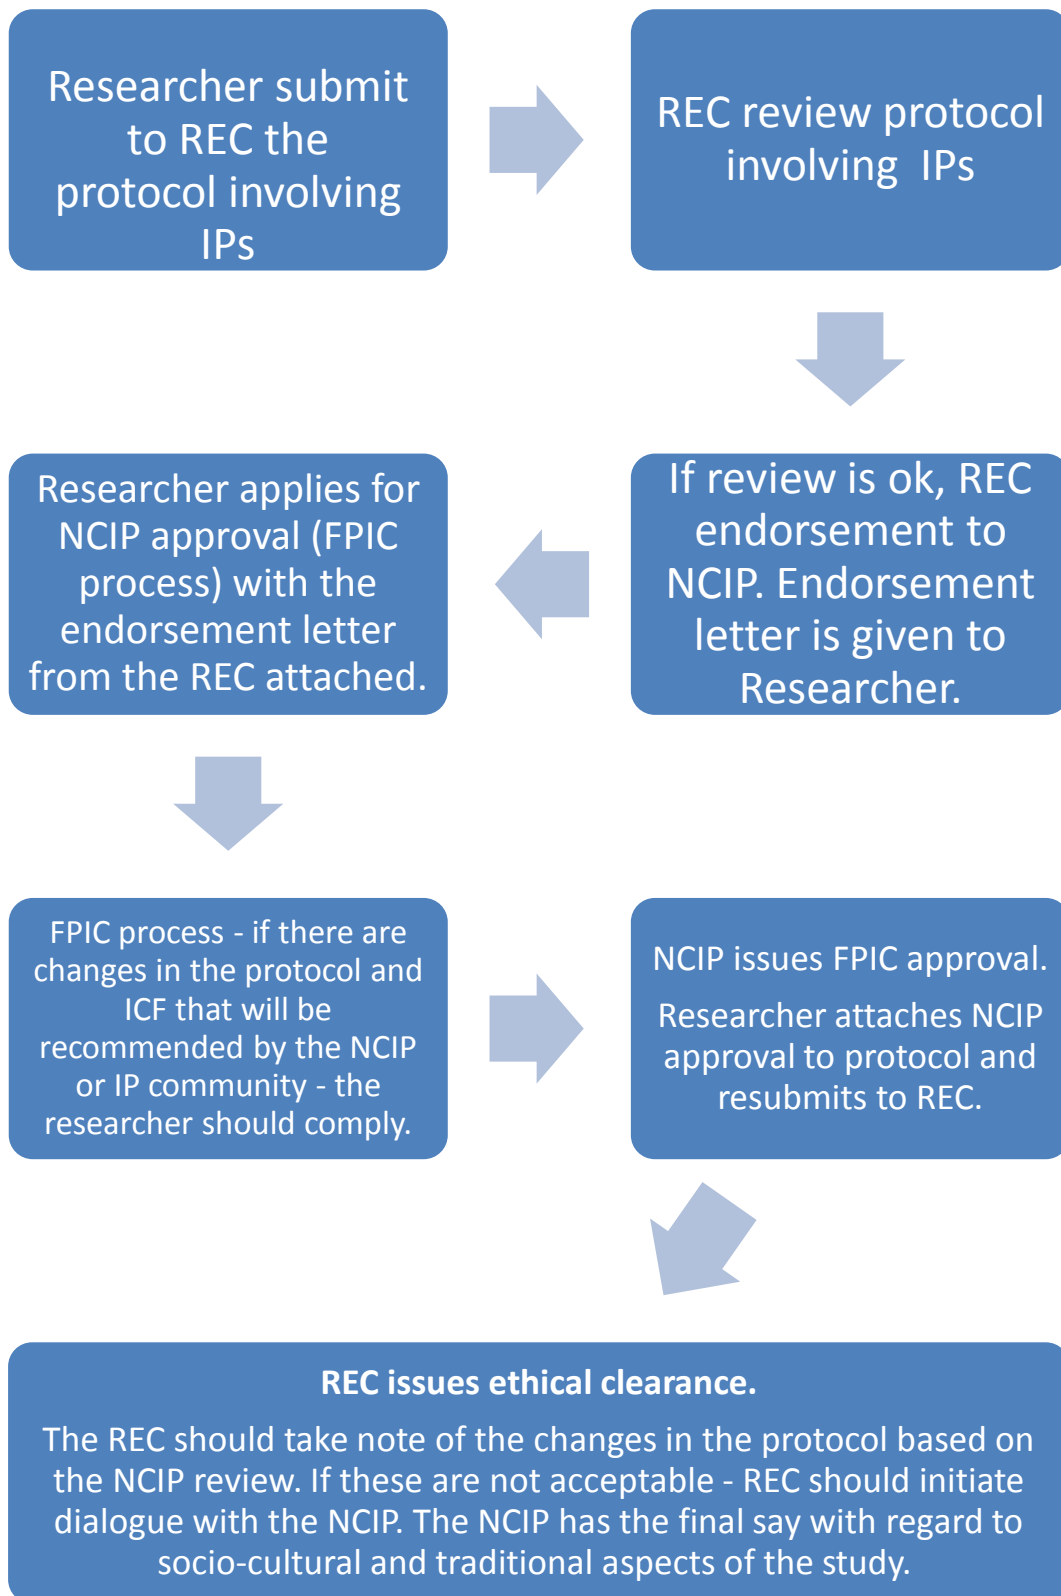 Researcher submit
to REC the
protocol involving
IPs
REC review protocol
involving IPs
If review is ok, REC
endorsement to
NCIP. Endorsement
letter is given to
Researcher.
Researcher applies for
NCIP approval (FPIC
process) with the
endorsement letter
from the REC attached.
FPIC process - if there are
changes in the protocol and
ICF that will be
recommended by the NCIP
or IP community - the
researcher should comply.
NCIP issues FPIC approval.
Researcher attaches NCIP
approval to protocol and
resubmits to REC.
REC issues ethical clearance.
The REC should take note of the changes in the protocol based on
the NCIP review. If these are not acceptable - REC should initiate
dialogue with the NCIP. The NCIP has the final say with regard to
socio-cultural and traditional aspects of the study.